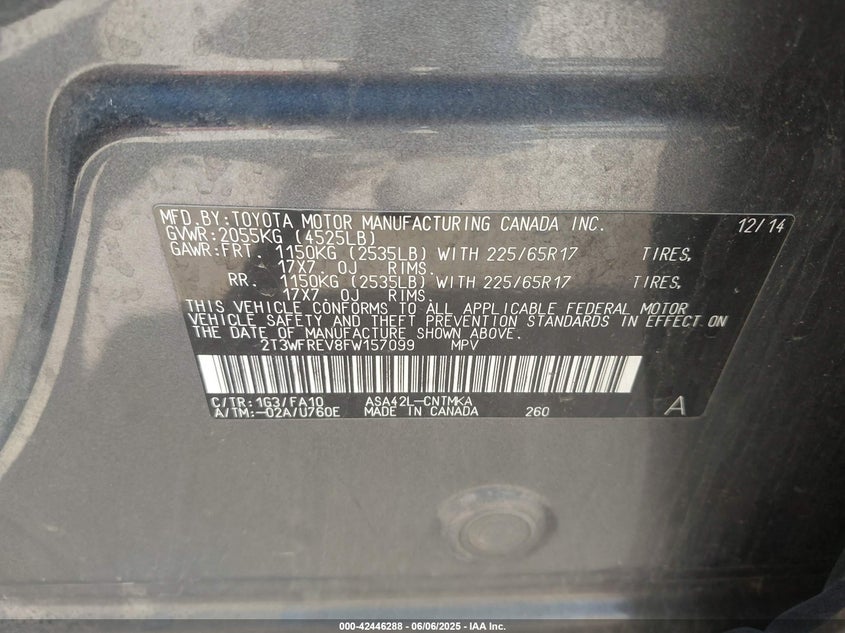 MFD.BY:TOYOTA MOTOR MANUFACTURING CANADA INC. 12/14
GVWR:2055KG (4525LB)
GAWR:FRT. 1150KG (2535LB) WITH 225/65R17 TIRES,
17X7.0J RIMS.
RR. 1150KG (2535LB) WITH 225/65R17 TIRES,
17X7.0J RIMS.
THIS VEHICLE CONFORMS TO ALL APPLICABLE FEDERAL MOTOR
VEHICLE SAFETY AND THEFT PREVENTION STANDARDS IN EFFECT ON
THE DATE OF MANUFACTURE SHOWN ABOVE.
2T3WFREV8FW157099 MPV
C/TR:1G3/FA10 ASA42L-CNTMKA
A/TM:-02A/U760E MADE IN CANADA 260 A
000-42446288 - 06/06/2025 - IAA Inc.